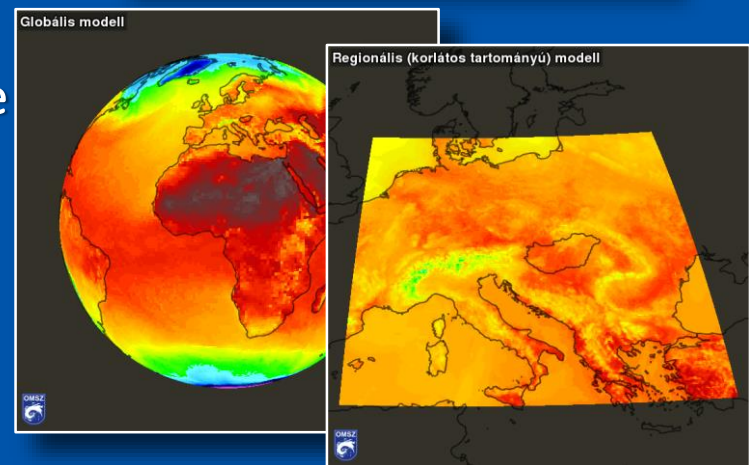 Globális modell
Regionális (korlátos tartományú) modell
e
OMSZ
OMSZ